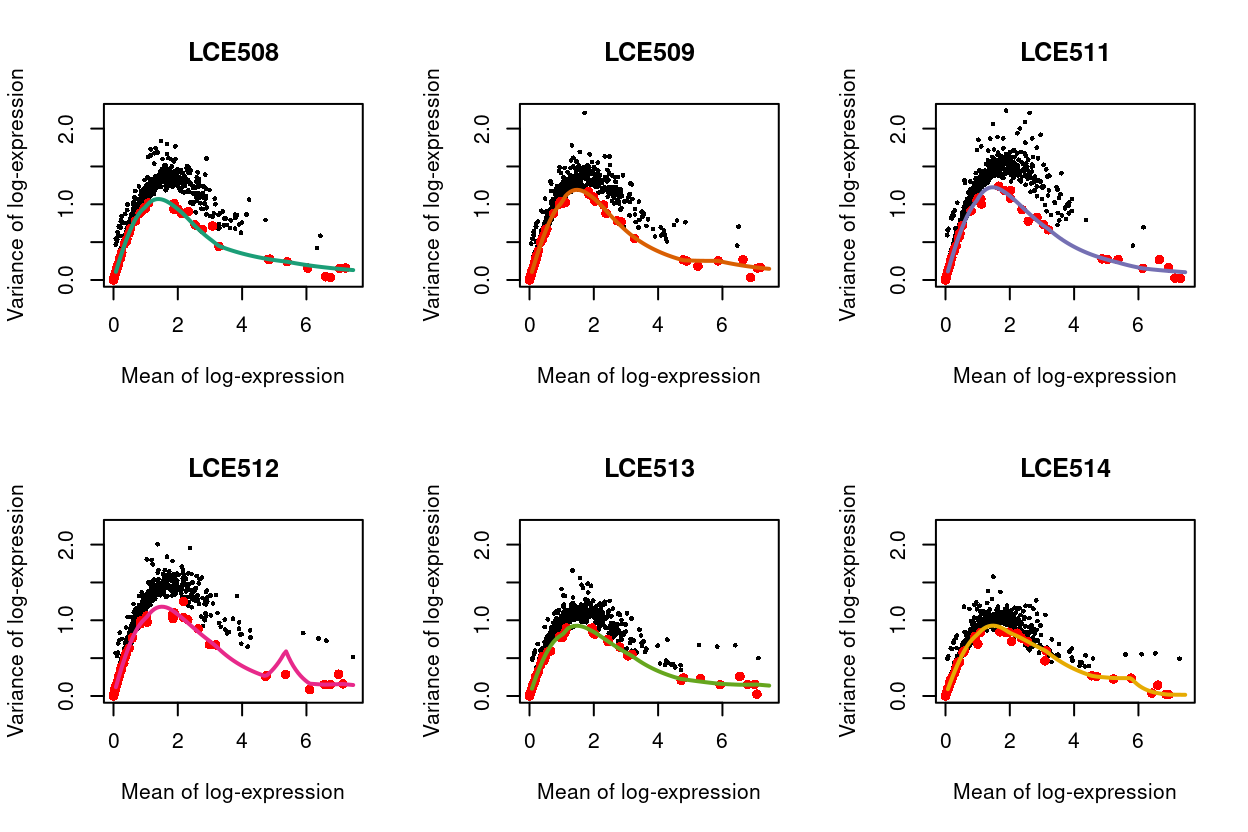 LCE508
Variance of log-expression
0.0 1.0 2.0
0 2 4 6
Mean of log-expression
LCE509
Variance of log-expression
0.0 1.0 2.0
0 2 4 6
Mean of log-expression
LCE511
Variance of log-expression
0.0 1.0 2.0
0 2 4 6
Mean of log-expression
LCE512
Variance of log-expression
0.0 1.0 2.0
0 2 4 6
Mean of log-expression
LCE513
Variance of log-expression
0.0 1.0 2.0
0 2 4 6
Mean of log-expression
LCE514
Variance of log-expression
0.0 1.0 2.0
0 2 4 6
Mean of log-expression